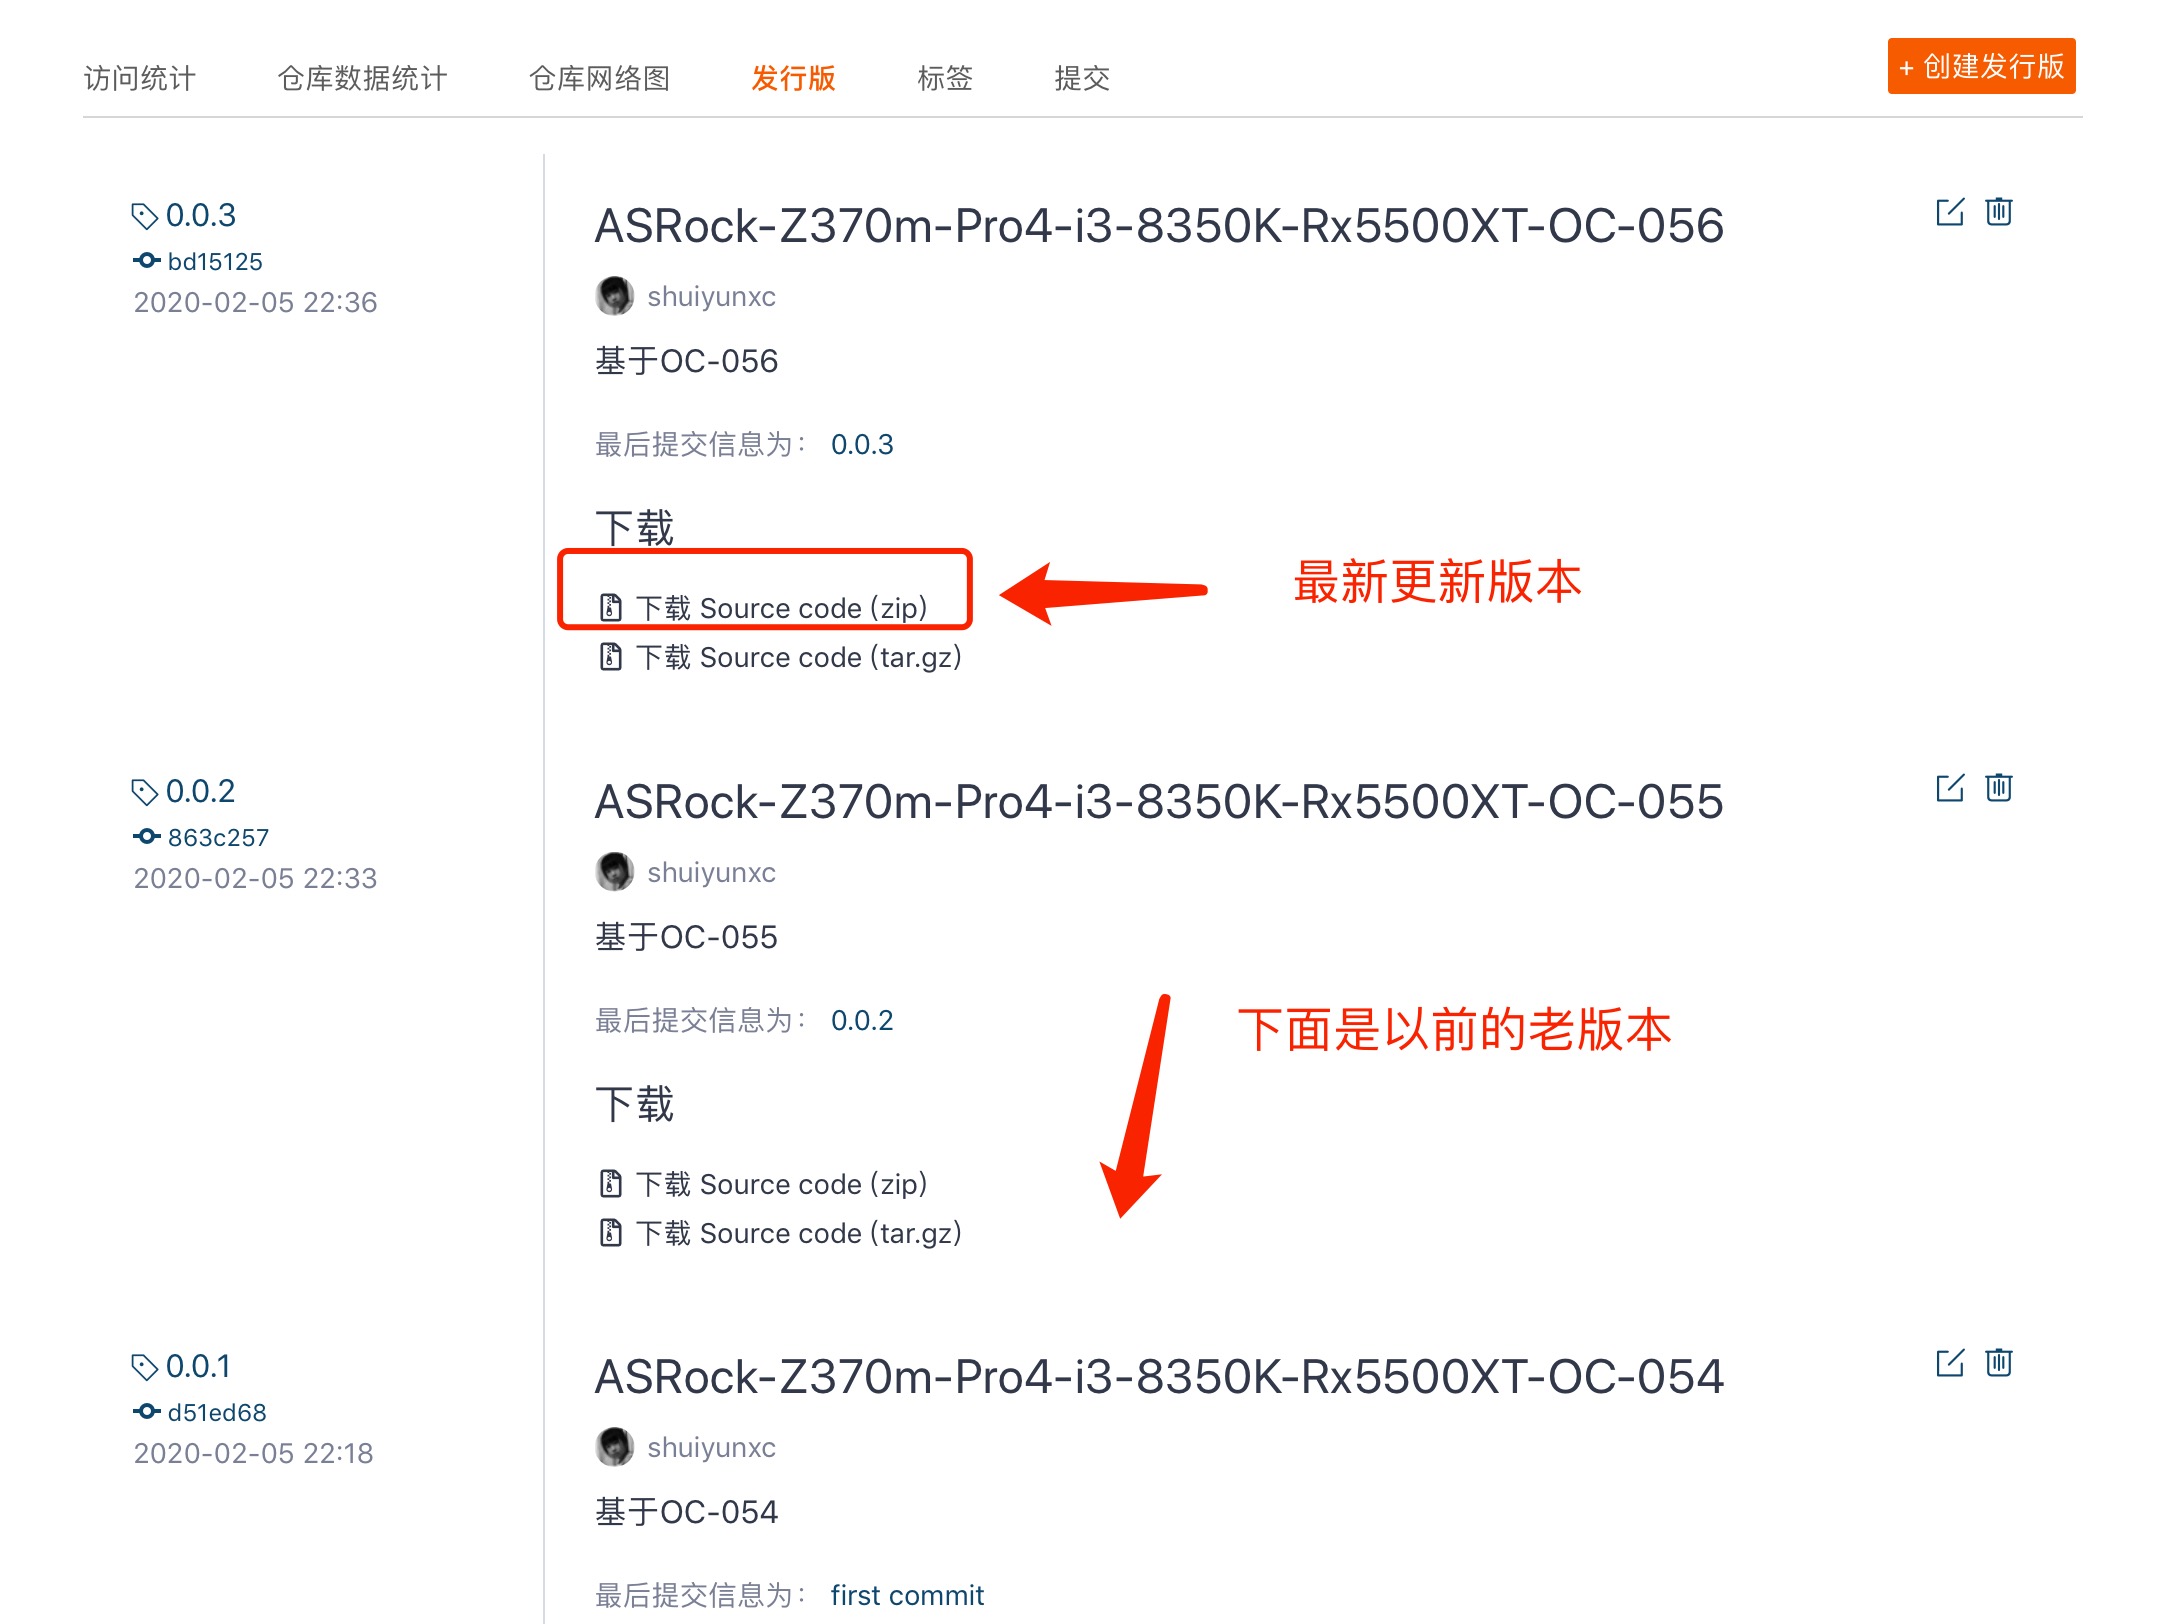 访问统计 仓库数据统计 仓库网络图 发行版 标签 提交 + 创建发行版
0.0.3
bd15125
2020-02-05 22:36
ASRock-Z370m-Pro4-i3-8350K-Rx5500XT-OC-056
shuiyunxc
基于OC-056
最后提交信息为： 0.0.3
下载
下载 Source code (zip)
最新更新版本
下载 Source code (tar.gz)
0.0.2
863c257
2020-02-05 22:33
ASRock-Z370m-Pro4-i3-8350K-Rx5500XT-OC-055
shuiyunxc
基于OC-055
最后提交信息为： 0.0.2
下面是以前的老版本
下载
下载 Source code (zip)
下载 Source code (tar.gz)
0.0.1
d51ed68
2020-02-05 22:18
ASRock-Z370m-Pro4-i3-8350K-Rx5500XT-OC-054
shuiyunxc
基于OC-054
最后提交信息为： first commit